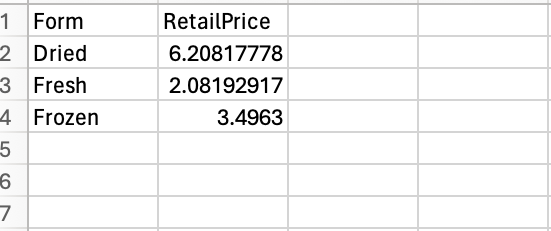 1 Form RetailPrice
2 Dried 6.20817778
3 Fresh 2.08192917
4 Frozen 3.4963
5
6
7